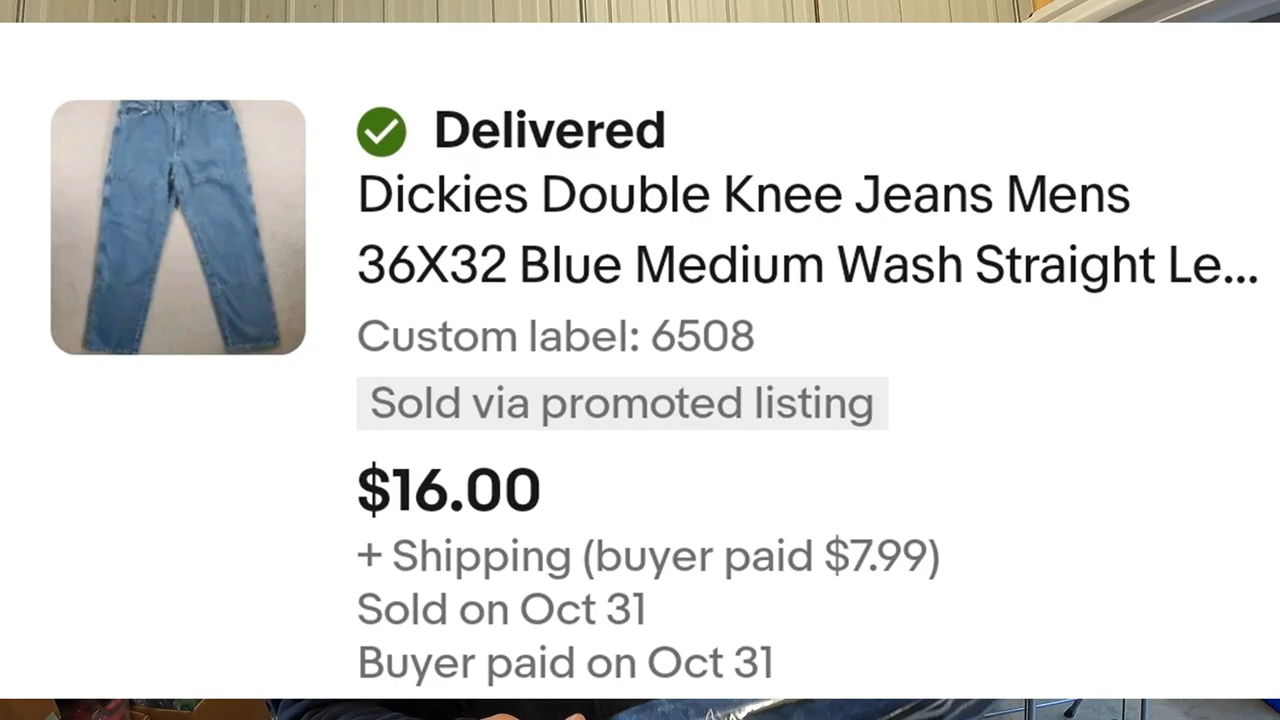 Delivered
Dickies Double Knee Jeans Mens
36X32 Blue Medium Wash Straight Le...
Custom label: 6508
Sold via promoted listing
$16.00
+ Shipping (buyer paid $7.99)
Sold on Oct 31
Buyer paid on Oct 31